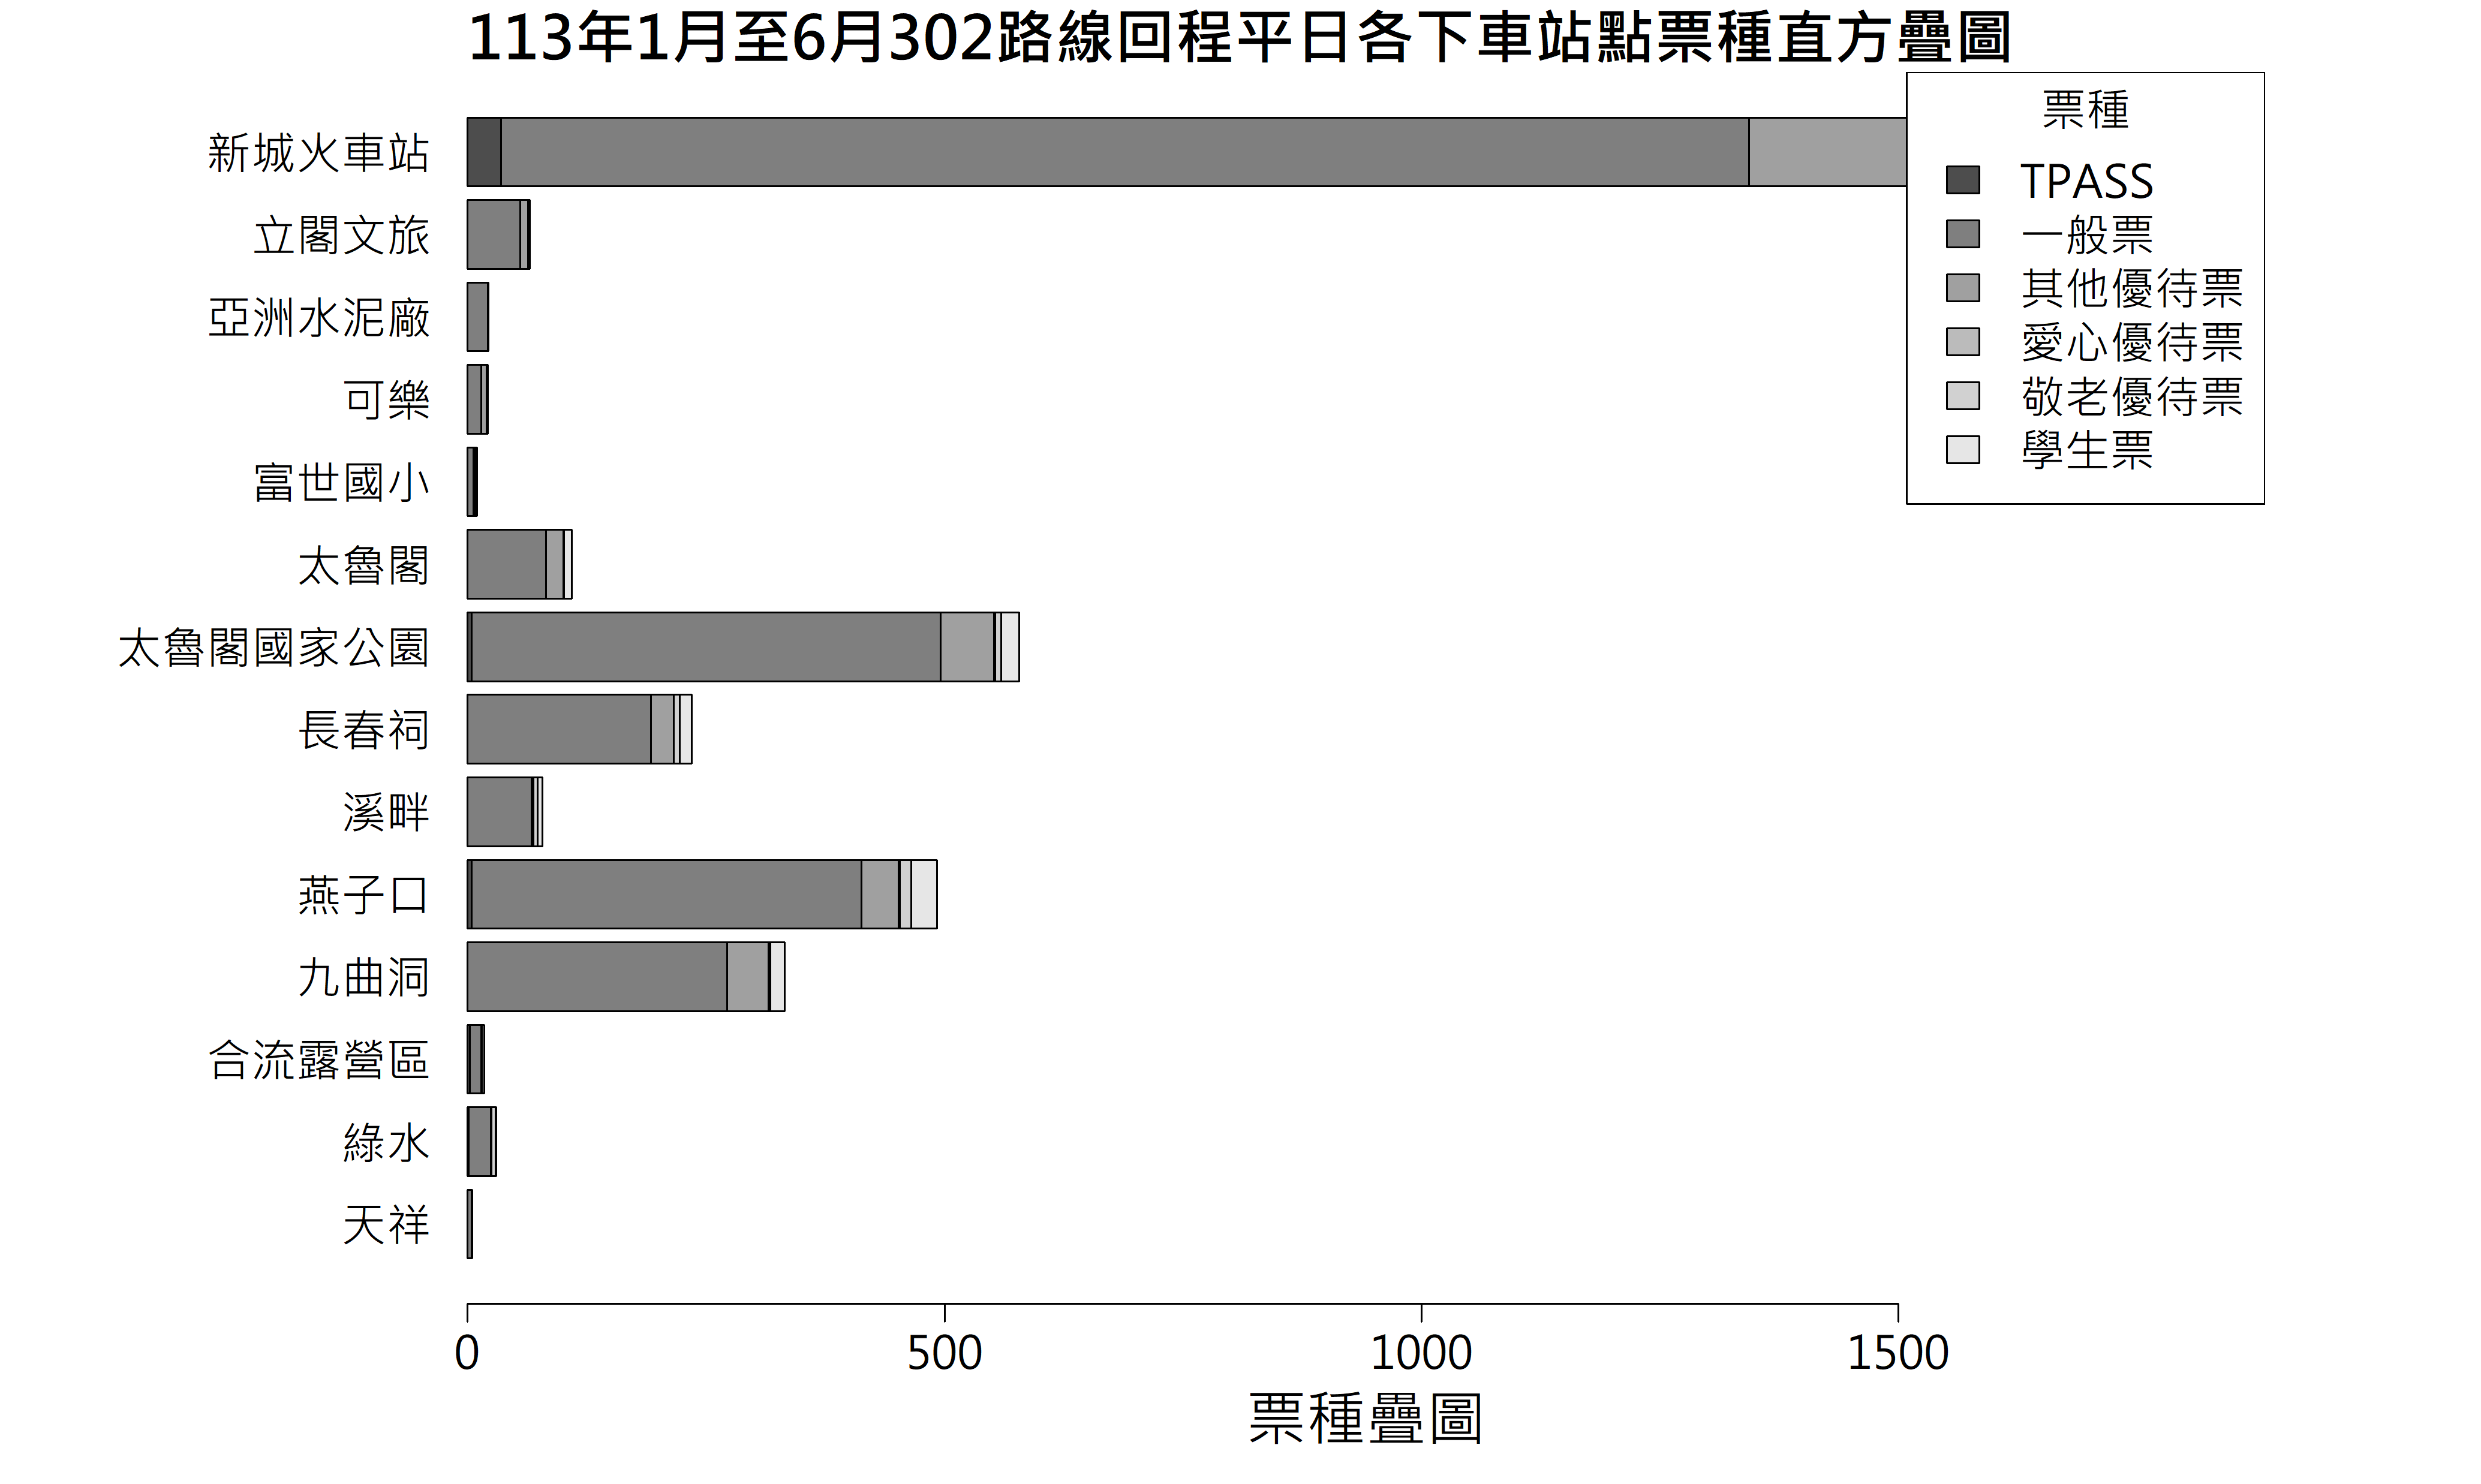 113年1月至6月302路線回程平日各下車站點票種直方疊圖
票種
TPASS
一般票
其他優待票
愛心優待票
敬老優待票
學生票
新城火車站
立閣文旅
亞洲水泥廠
可樂
富世國小
太魯閣
太魯閣國家公園
長春祠
溪畔
燕子口
九曲洞
合流露營區
綠水
天祥
0 500 1000 1500
票種疊圖